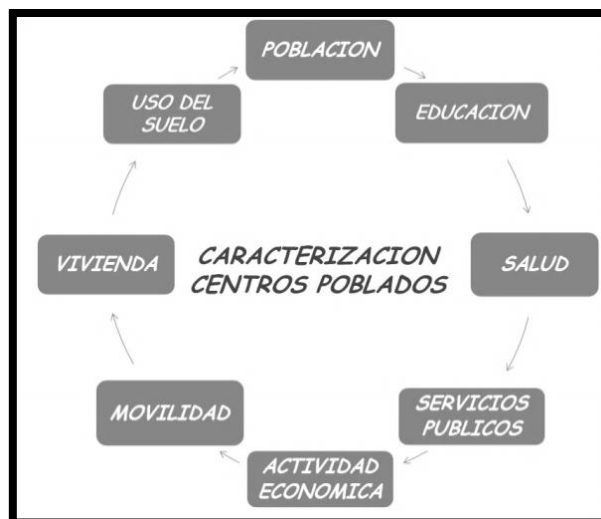 POBLACION
EDUCACION
SALUD
SERVICIOS
PUBLICOS
ACTIVIDAD
ECONOMICA
MOVILIDAD
VIVIENDA
USO DEL
SUELO
CARACTERIZACION
CENTROS POBLADOS